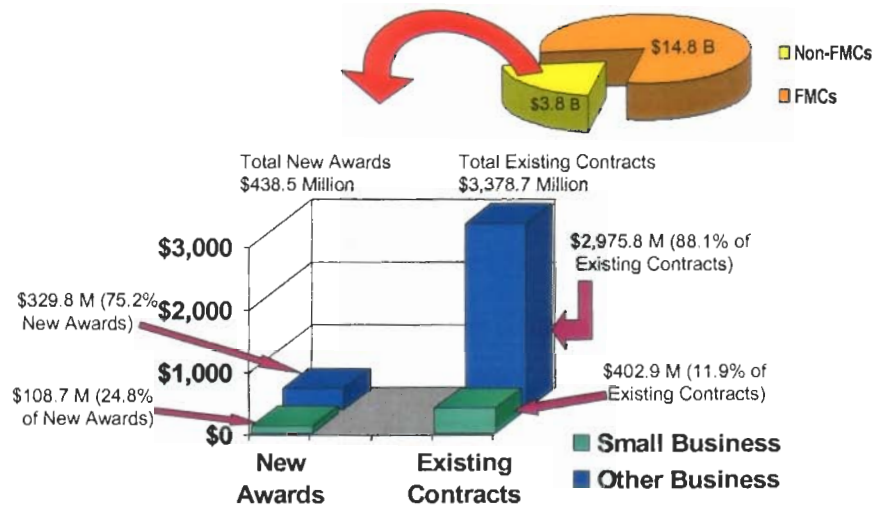 $14.8 B
$3.8 B
Non-FMCs
FMCs
Total New Awards
$438.5 Million
Total Existing Contracts
$3,378.7 Million
$3,000
$2,000
$1,000
$0
$2,975.8 M (88.1% of
Existing Contracts)
$329.8 M (75.2%
New Awards)
$108.7 M (24.8%
of New Awards)
$402.9 M (11.9% of
Existing Contracts)
New
Awards
Existing
Contracts
Small Business
Other Business